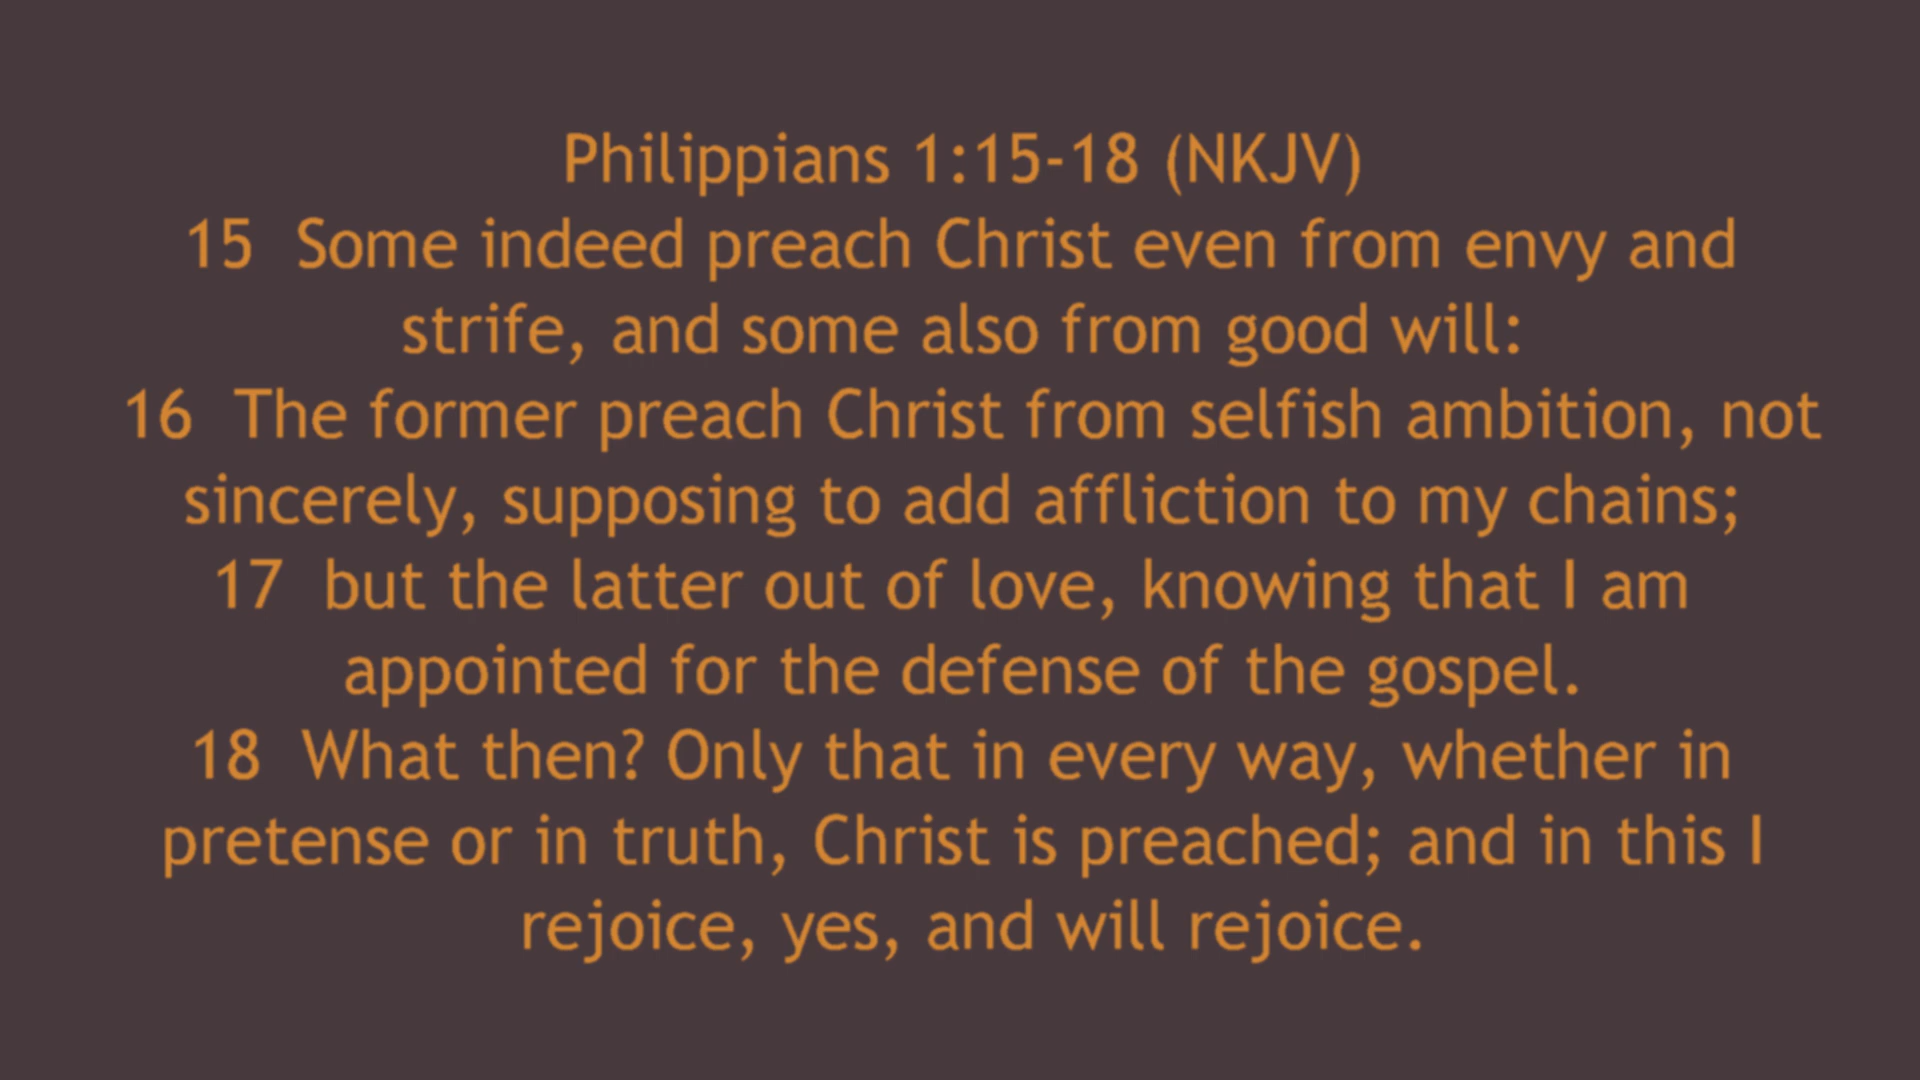 Philippians 1:15-18 (NKJV)
15  Some indeed preach Christ even from envy and
strife, and some also from good will:
16  The former preach Christ from selfish ambition, not
sincerely, supposing to add affliction to my chains;
17  but the latter out of love, knowing that I am
appointed for the defense of the gospel.
18  What then? Only that in every way, whether in
pretense or in truth, Christ is preached; and in this I
rejoice, yes, and will rejoice.